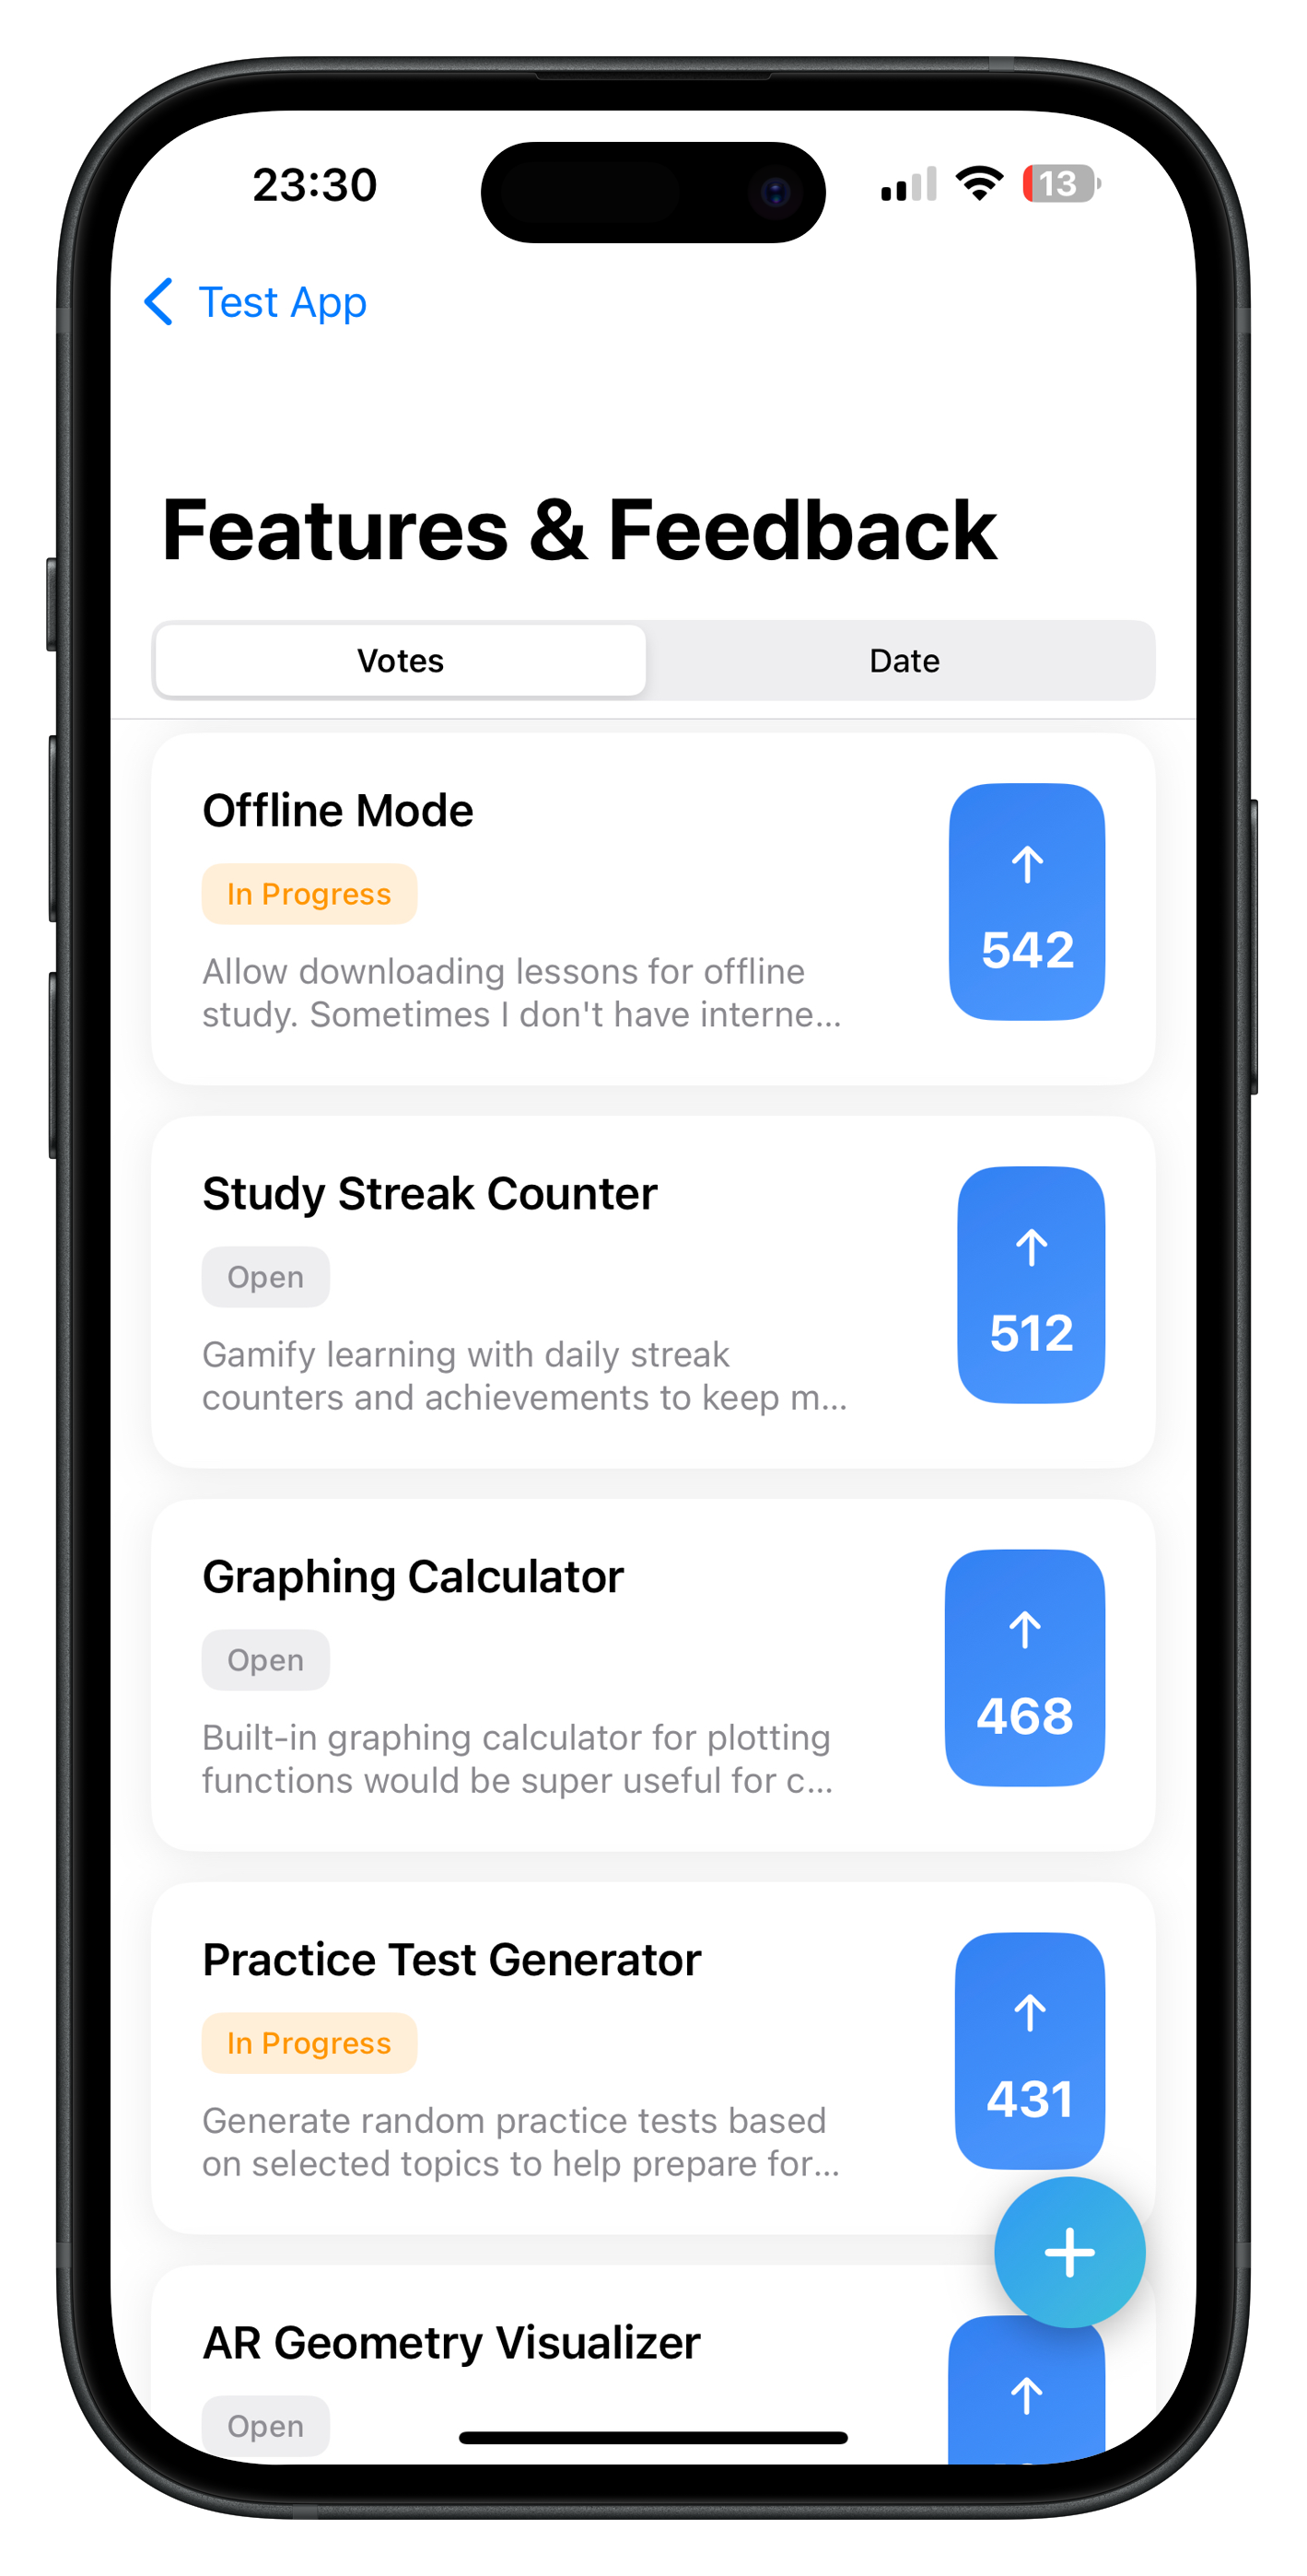 23:30
13
Test App
Features & Feedback
Votes
Date
Offline Mode
In Progress
Allow downloading lessons for offline
study. Sometimes I don't have interne...
542
Study Streak Counter
Open
Gamify learning with daily streak
counters and achievements to keep m...
512
Graphing Calculator
Open
Built-in graphing calculator for plotting
functions would be super useful for c...
468
Practice Test Generator
In Progress
Generate random practice tests based
on selected topics to help prepare for...
431
AR Geometry Visualizer
Open